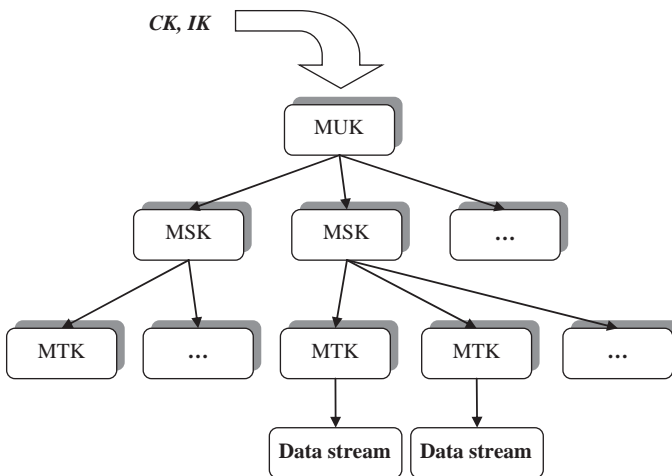 CK, IK
MUK
MSK
MSK
...
MTK
...
MTK
MTK
...
Data stream
Data stream